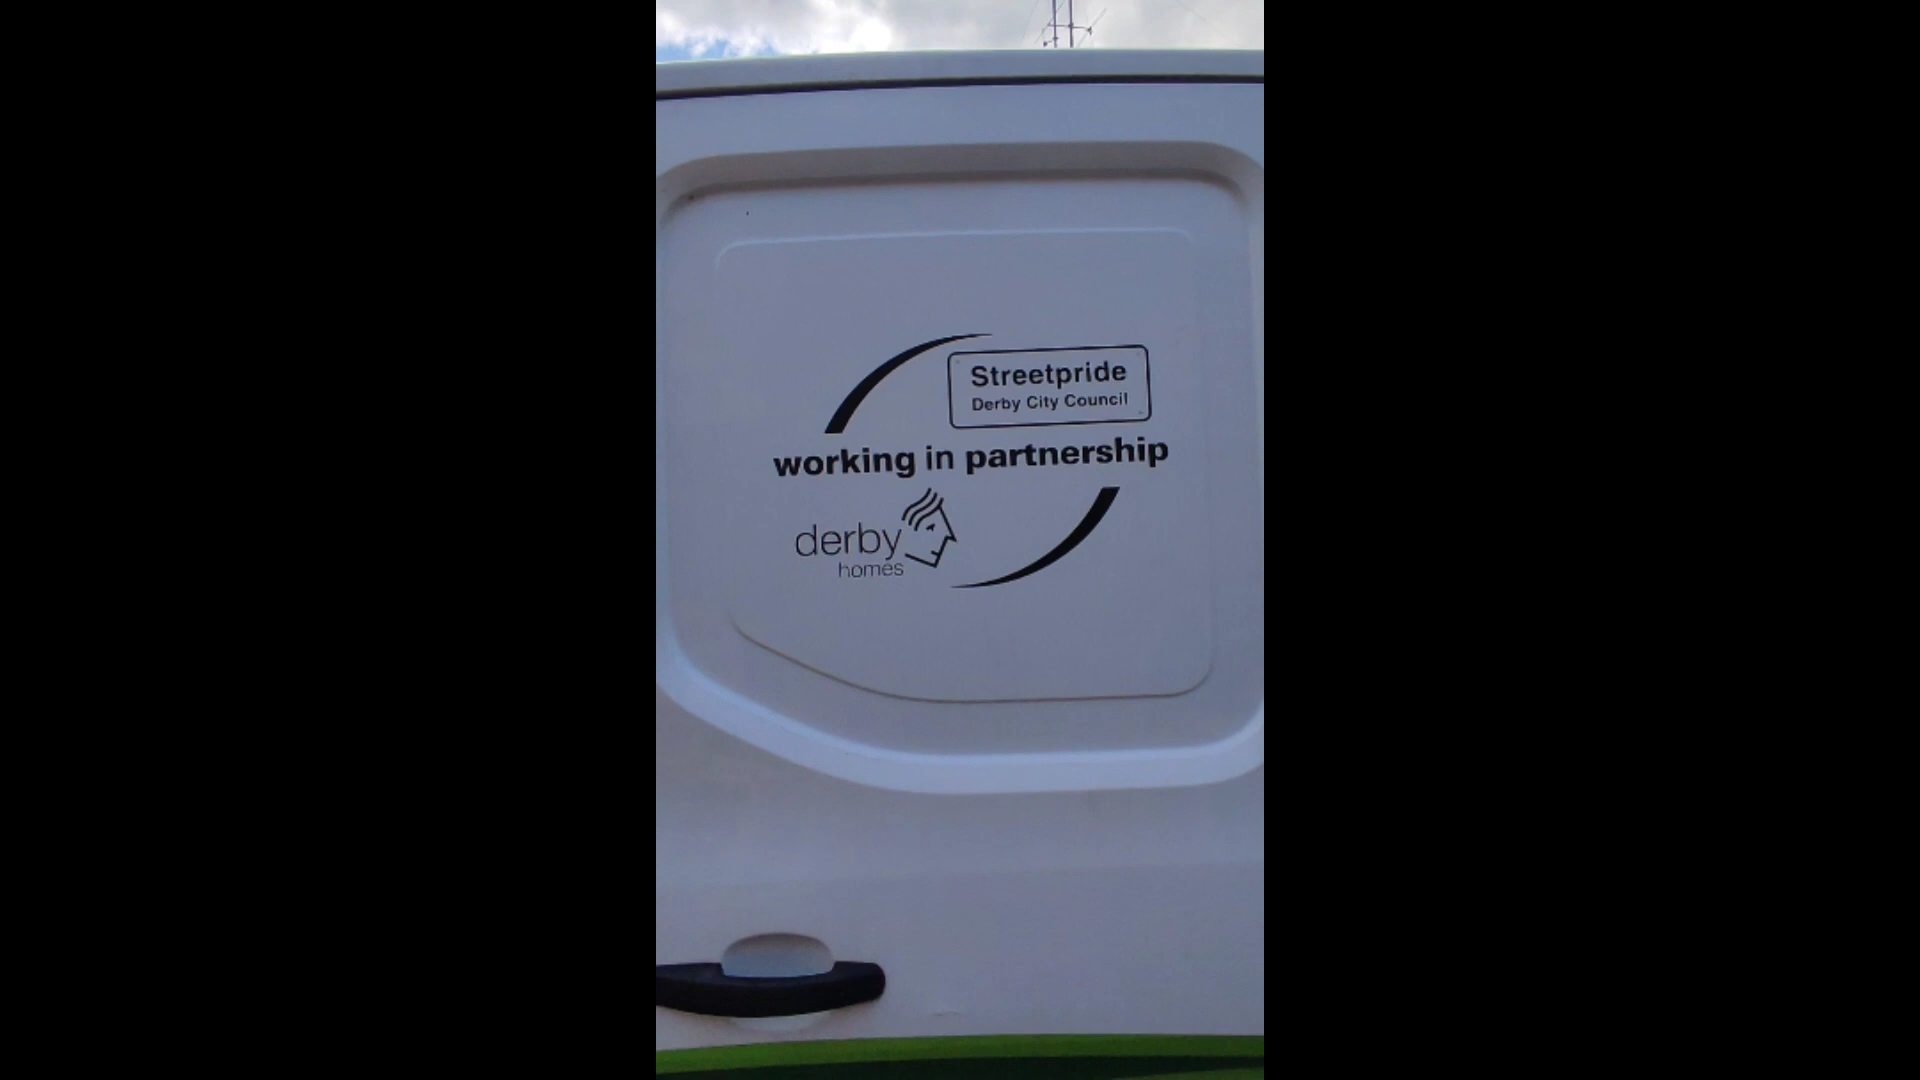 Streetpride
Derby City Council
working in partnership
derby
homes